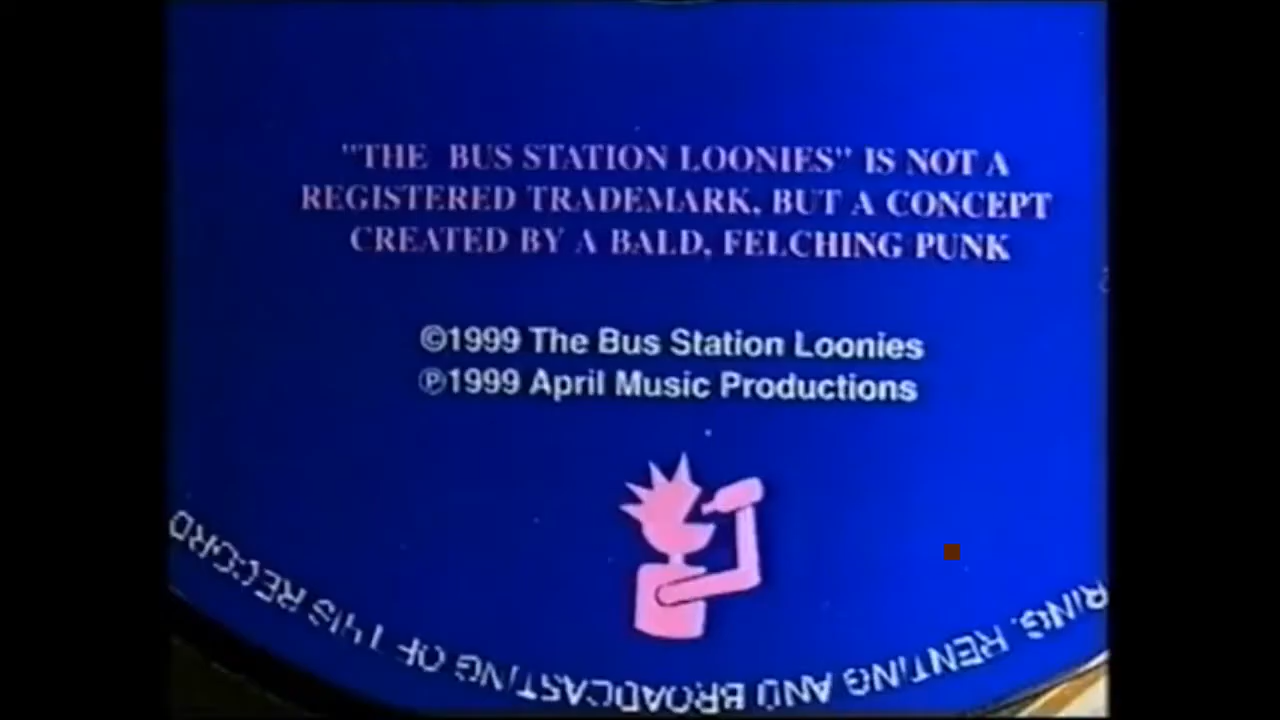 "THE BUS STATION LOONIES" IS NOT A
REGISTERED TRADEMARK, BUT A CONCEPT
CREATED BY A BALD, FELCHING PUNK
©1999 The Bus Station Loonies
℗1999 April Music Productions
RING, RENTING AND BROADCASTING OF THIS RECORD